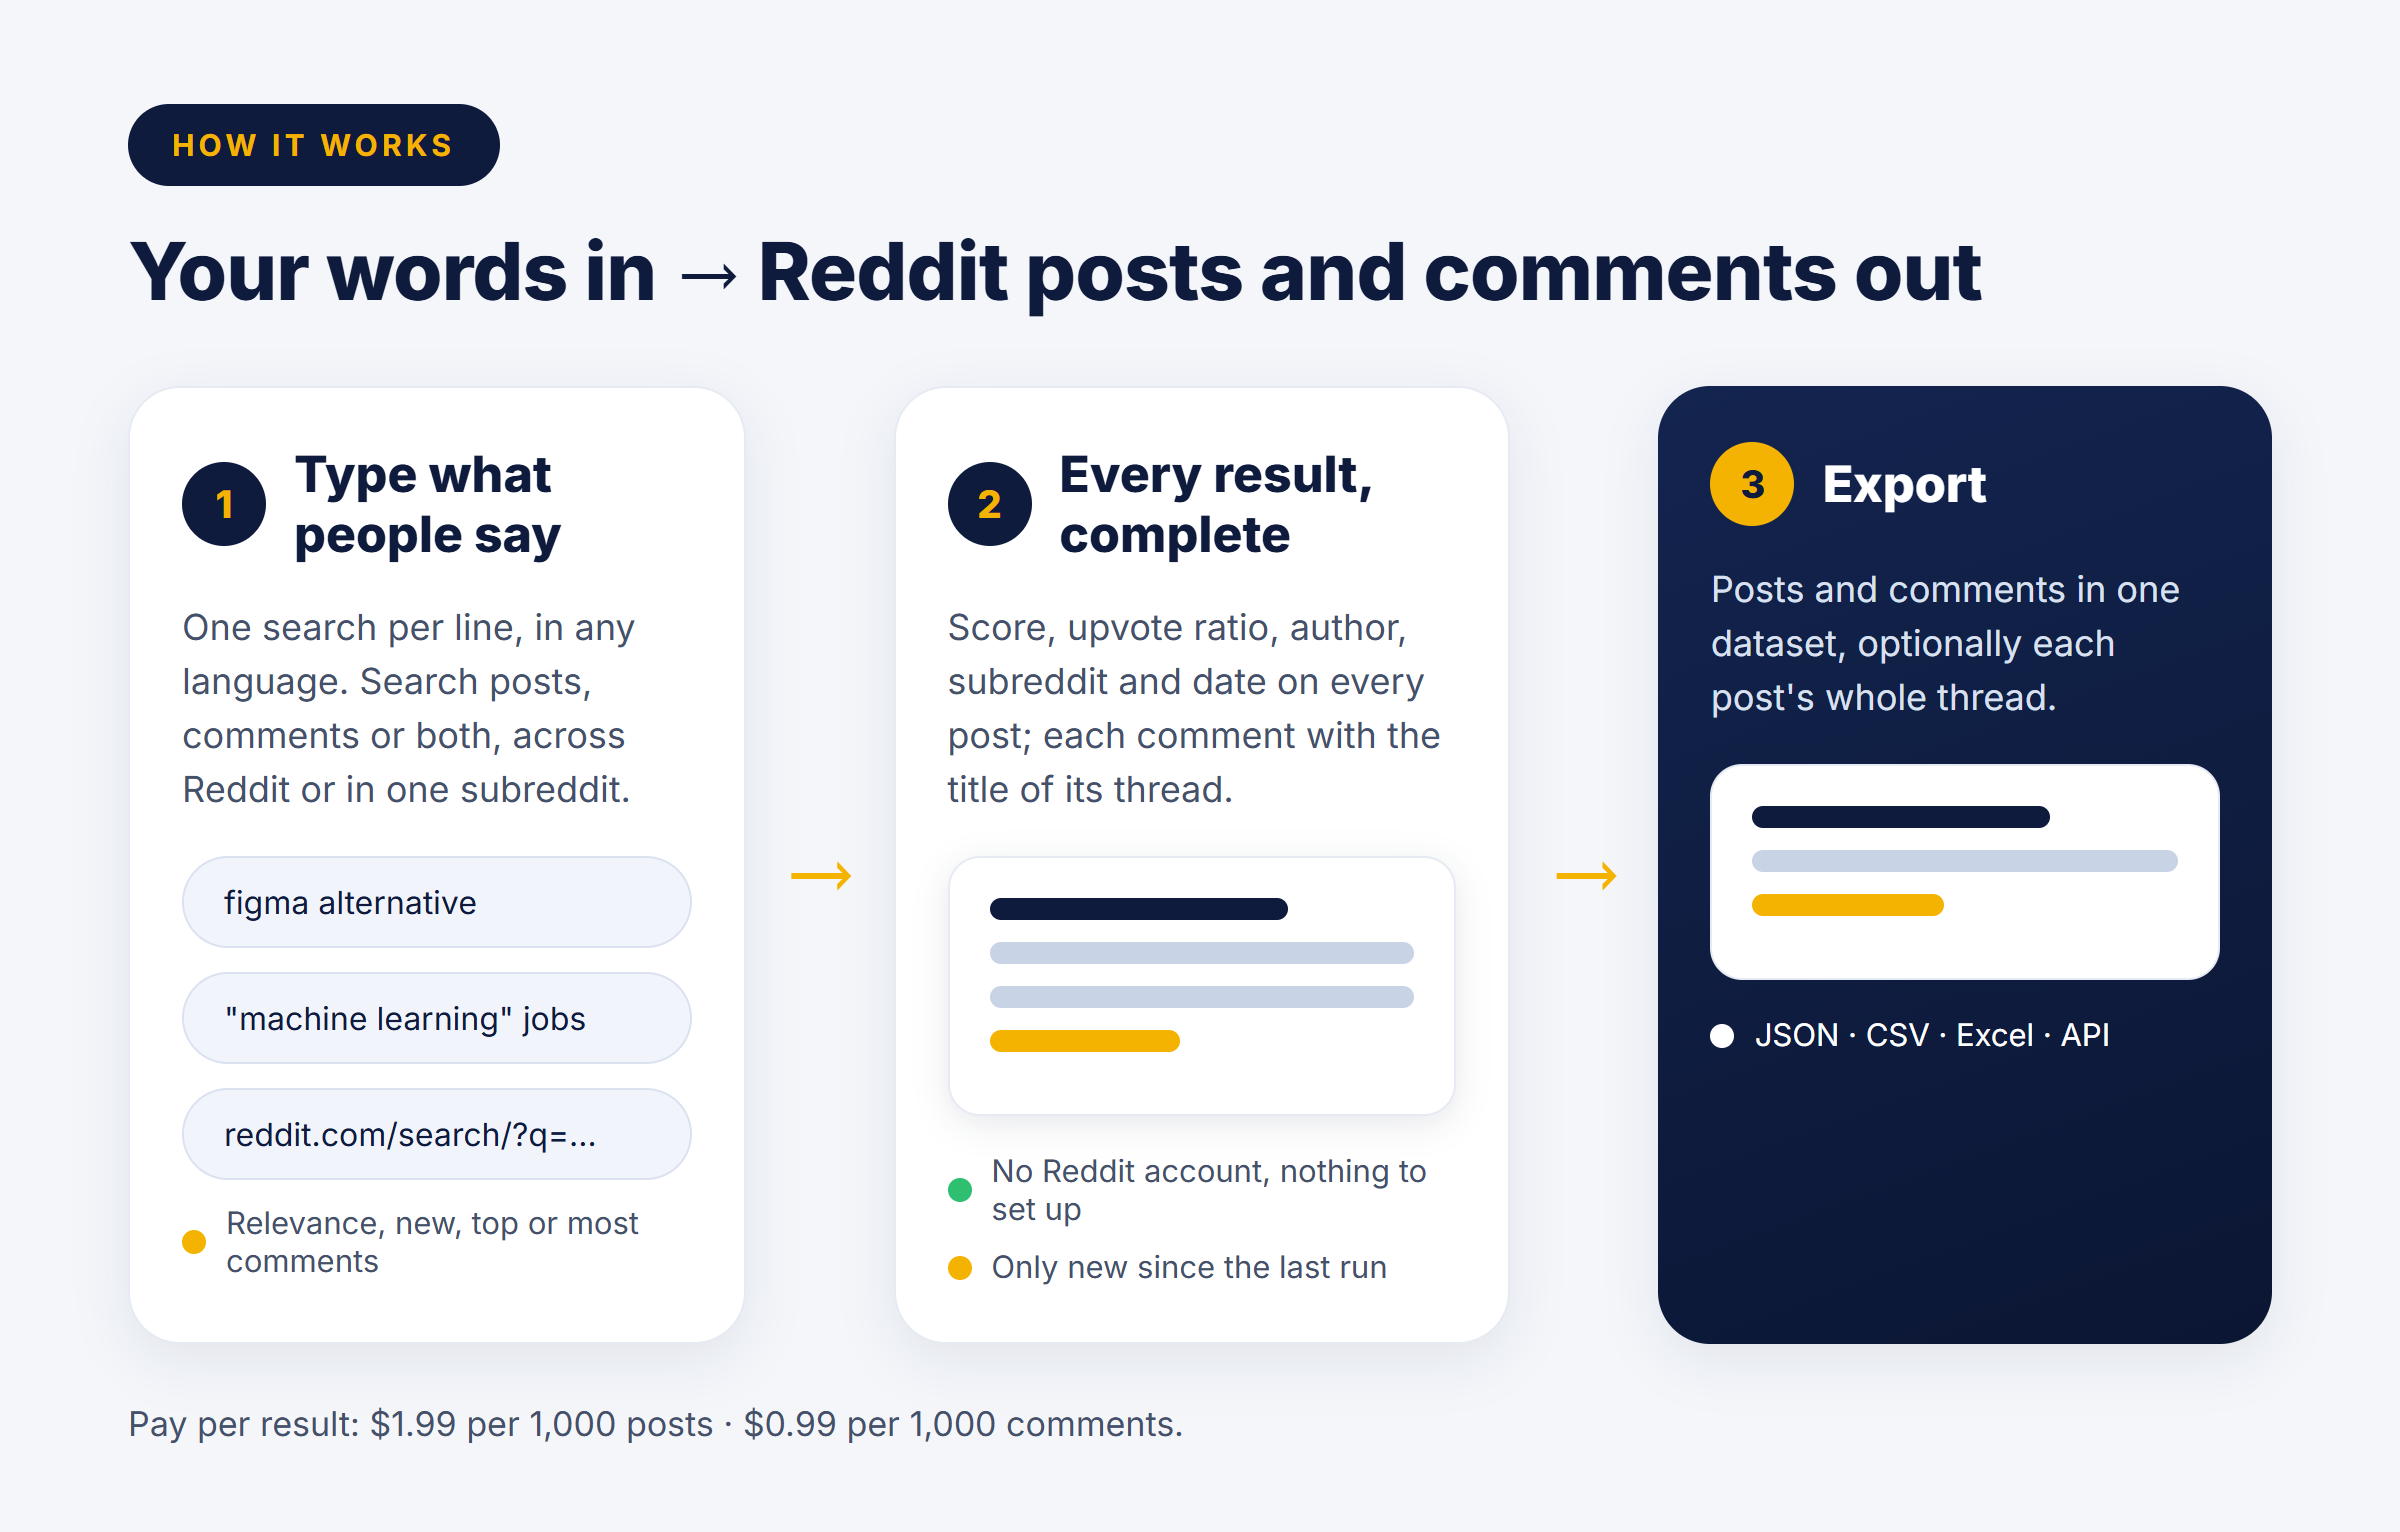 HOW IT WORKS
Your words in → Reddit posts and comments out
1
Type what
people say
One search per line, in any
language. Search posts,
comments or both, across
Reddit or in one subreddit.
figma alternative
"machine learning" jobs
reddit.com/search/?q=...
Relevance, new, top or most
comments
→
2
Every result,
complete
Score, upvote ratio, author,
subreddit and date on every
post; each comment with the
title of its thread.
No Reddit account, nothing to
set up
Only new since the last run
→
3
Export
Posts and comments in one
dataset, optionally each
post's whole thread.
JSON · CSV · Excel · API
Pay per result: $1.99 per 1,000 posts · $0.99 per 1,000 comments.